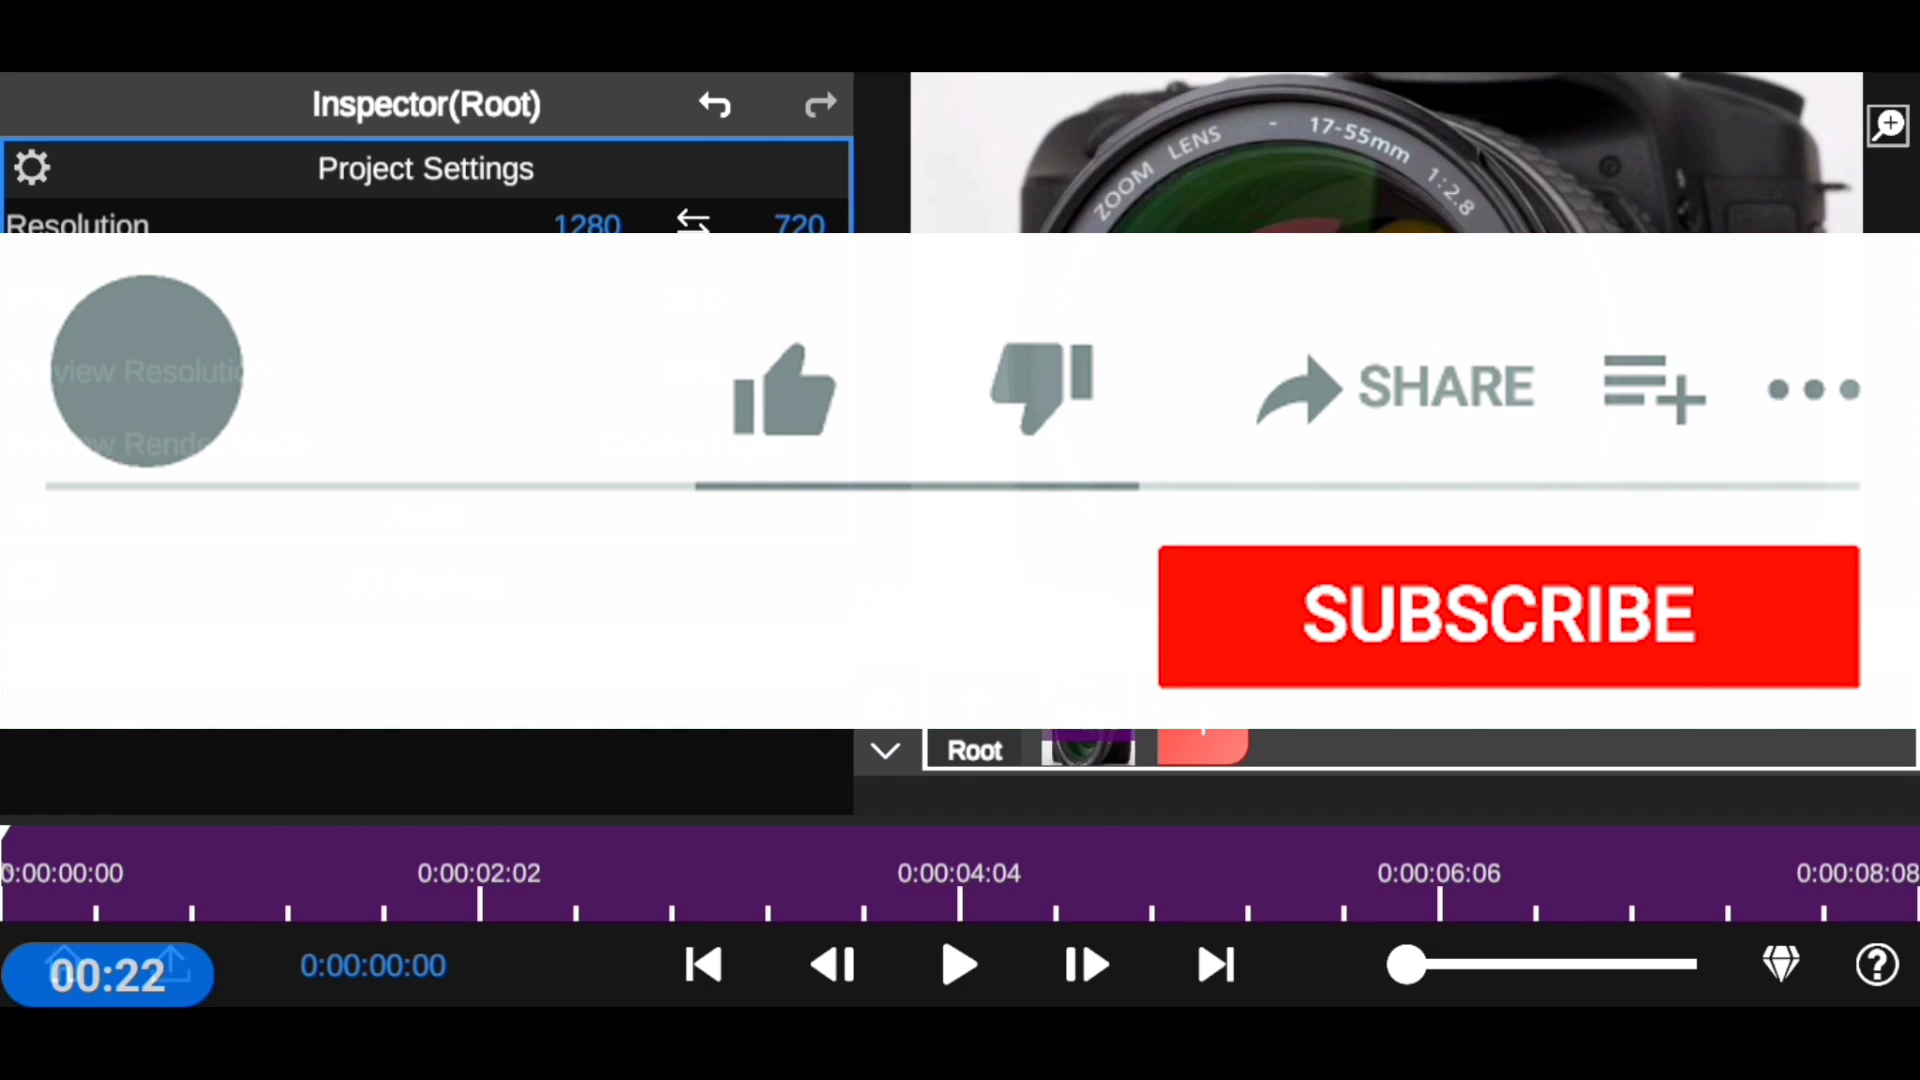 Inspector(Root)
Project Settings
Resolution 1280 720
ZOOM LENS - 17-55mm 1:2.8
SHARE
SUBSCRIBE
Root
0:00:00:00 0:00:02:02 0:00:04:04 0:00:06:06 0:00:08:08
00:22 0:00:00:00